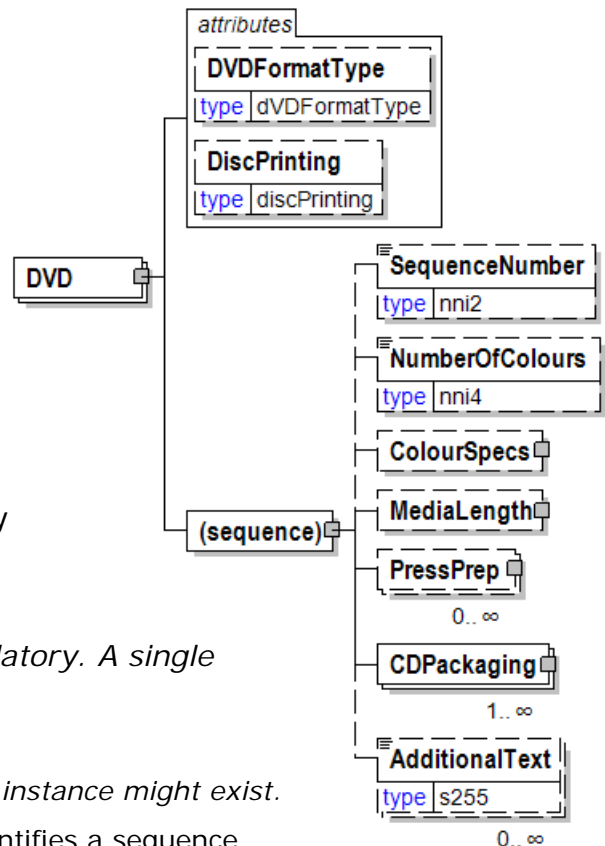 attributes
DVDFormatType
type dVDFormatType
DiscPrinting
type discPrinting
DVD
SequenceNumber
type nni2
NumberOfColours
type nni4
ColourSpecs
MediaLength
y
(sequence)
PressPrep
0.. ∞
latory. A single
CDPackaging
1.. ∞
AdditionalText
instance might exist.
type s255
ntifies a sequence
0.. ∞